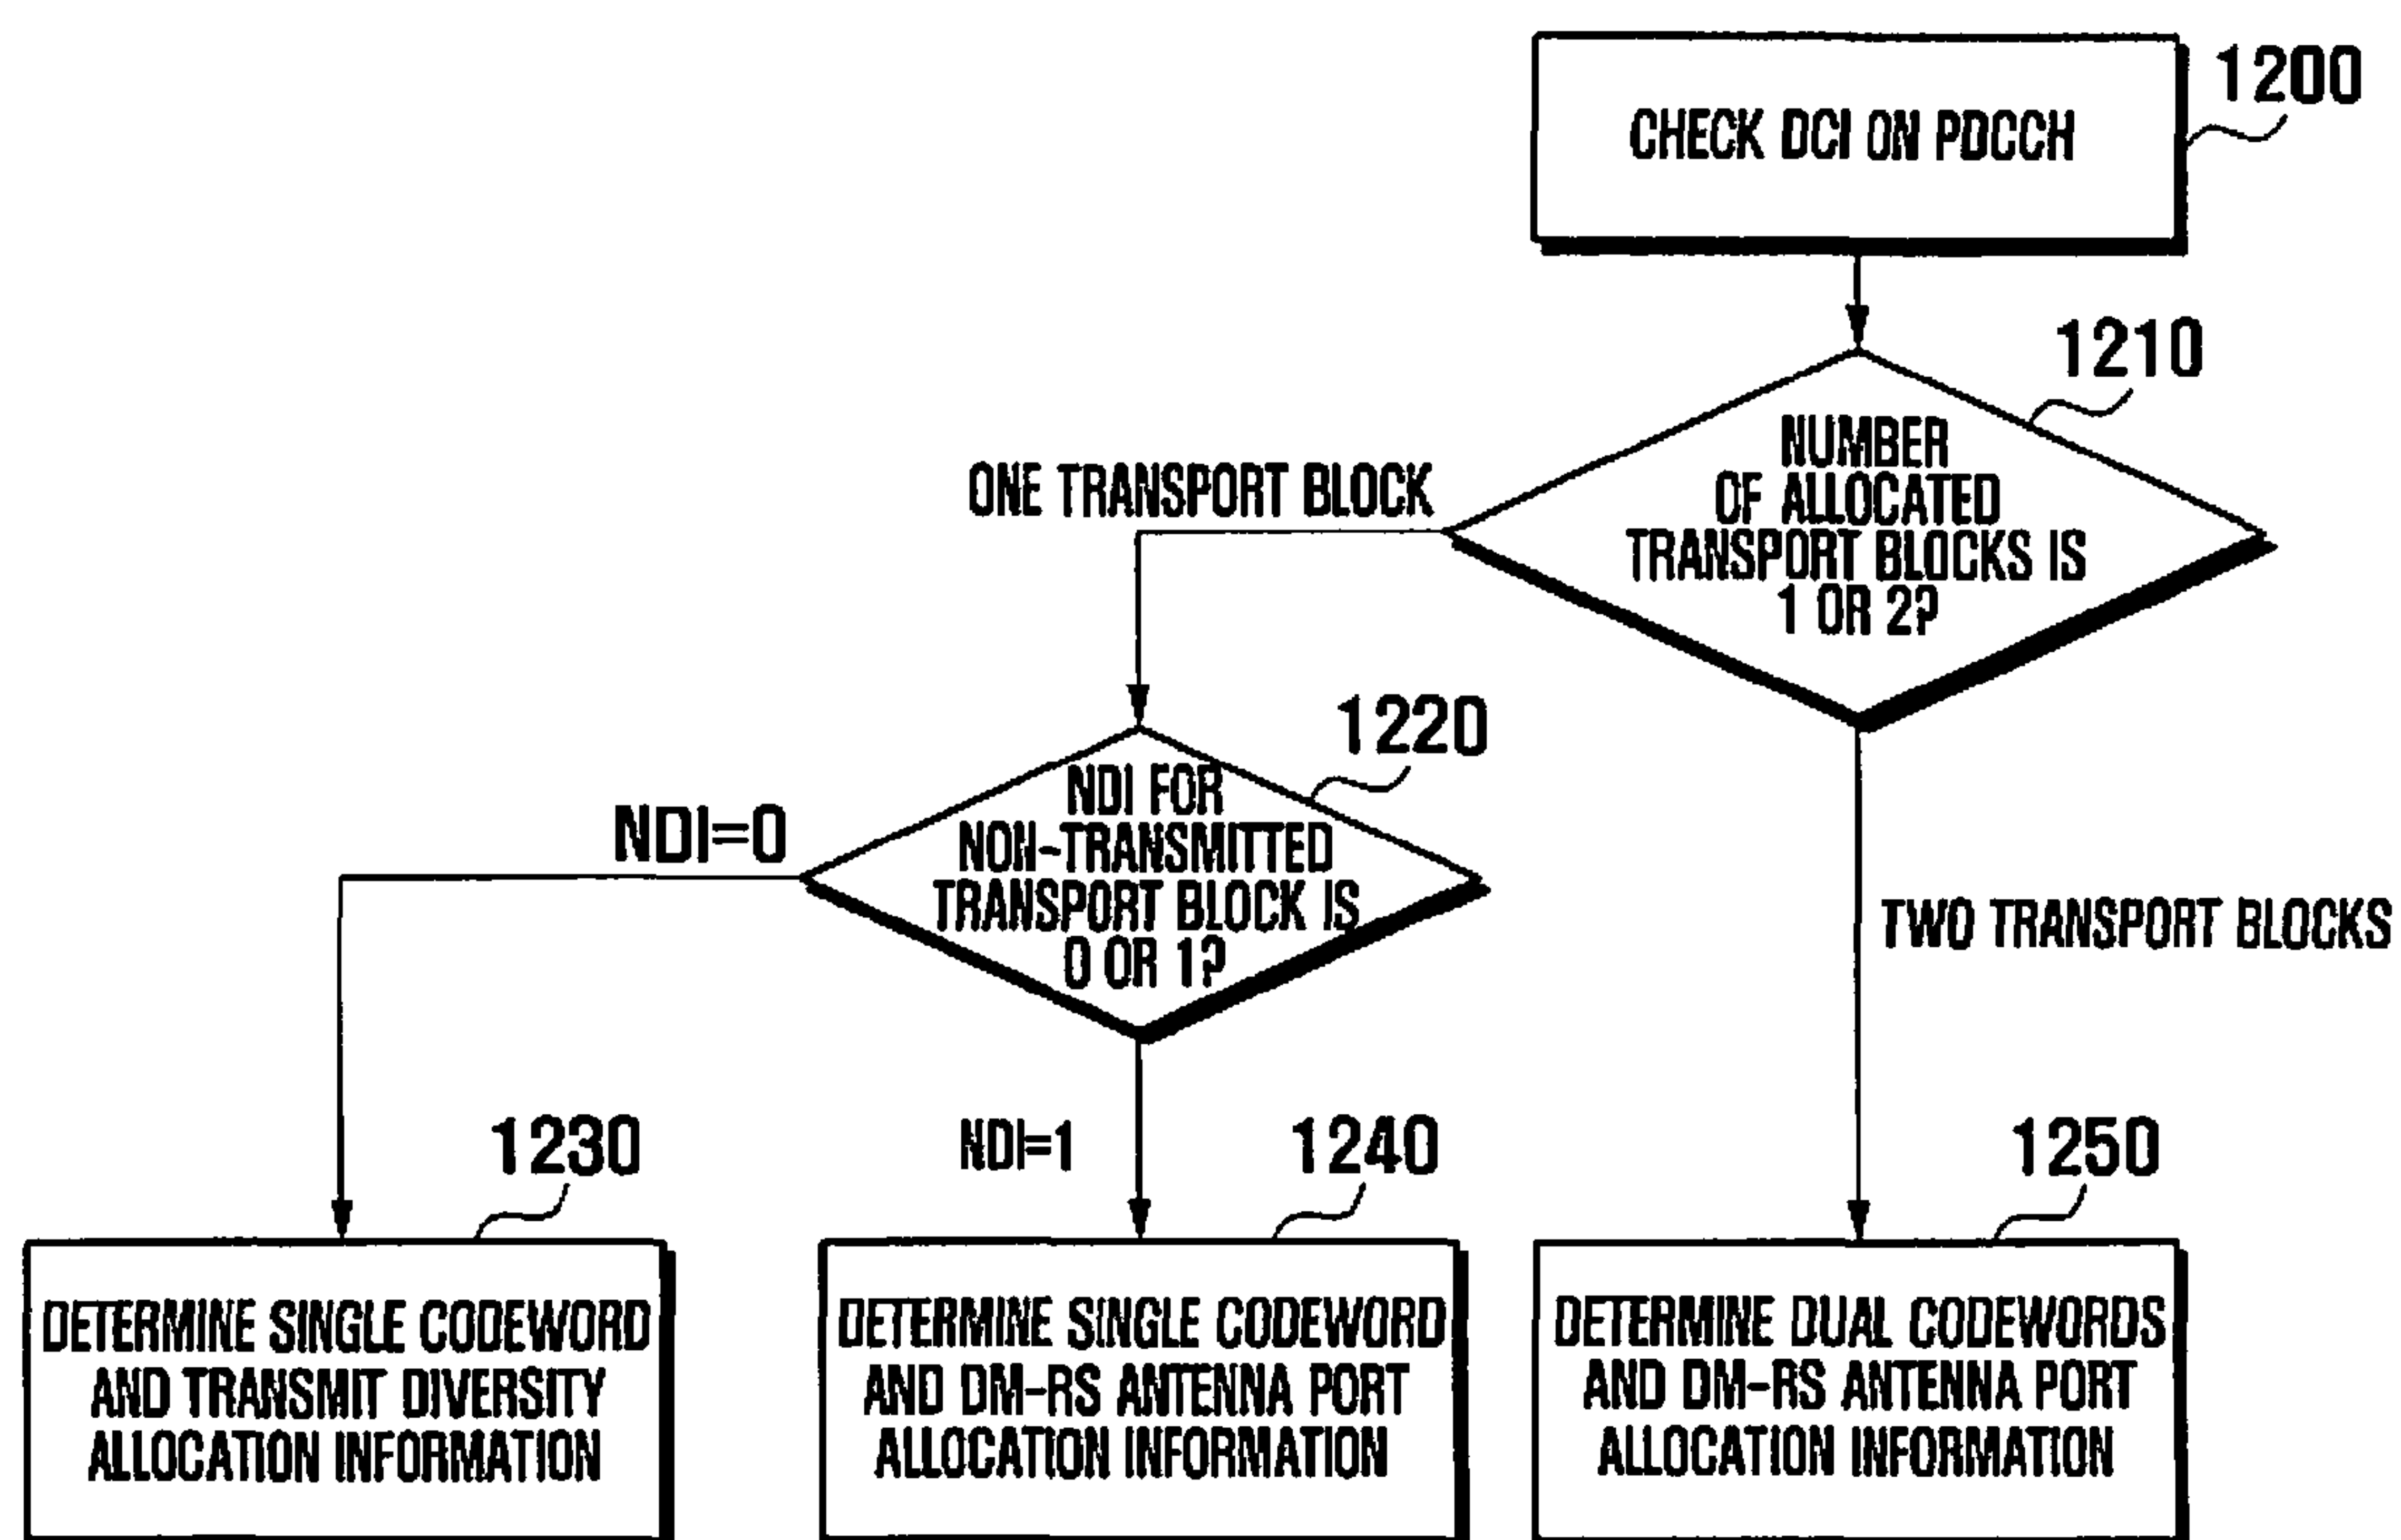 CHECK DCI ON PDCCH
1200
1210
NUMBER
OF ALLOCATED
TRANSPORT BLOCKS IS
1 OR 2?
ONE TRANSPORT BLOCK
1220
NDI FOR
NON-TRANSMITTED
TRANSPORT BLOCK IS
0 OR 1?
NDI=0
TWO TRANSPORT BLOCKS
1230
NDI=1
1240
1250
DETERMINE SINGLE CODEWORD
AND TRANSMIT DIVERSITY
ALLOCATION INFORMATION
DETERMINE SINGLE CODEWORD
AND DM-RS ANTENNA PORT
ALLOCATION INFORMATION
DETERMINE DUAL CODEWORDS
AND DM-RS ANTENNA PORT
ALLOCATION INFORMATION